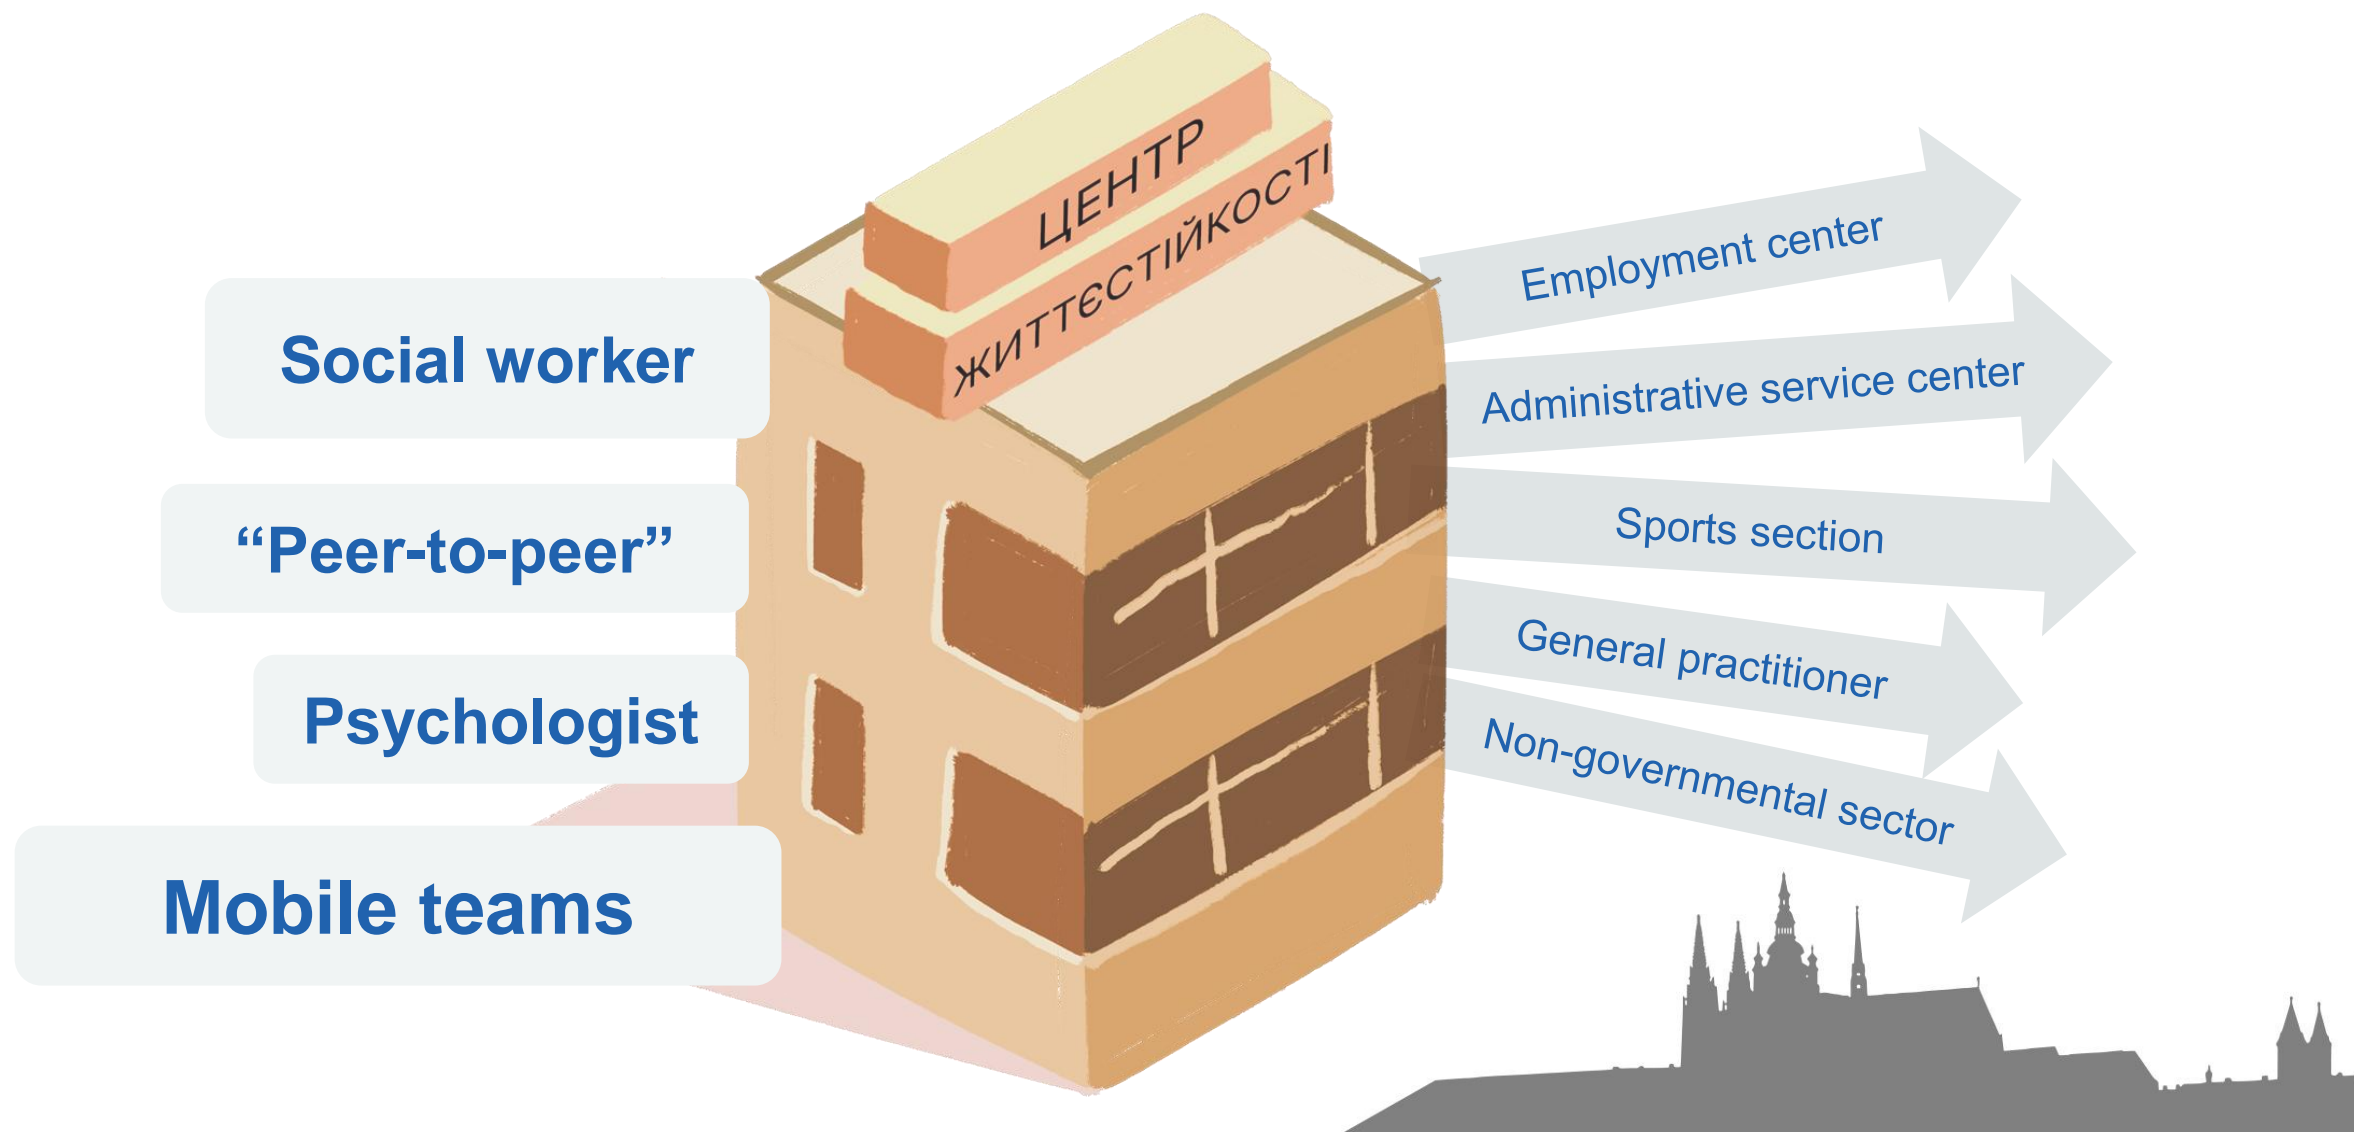 ЦЕНТР
ЖИТТЄСТІЙКОСТІ
Social worker
“Peer-to-peer”
Psychologist
Mobile teams
Employment center
Administrative service center
Sports section
General practitioner
Non-governmental sector